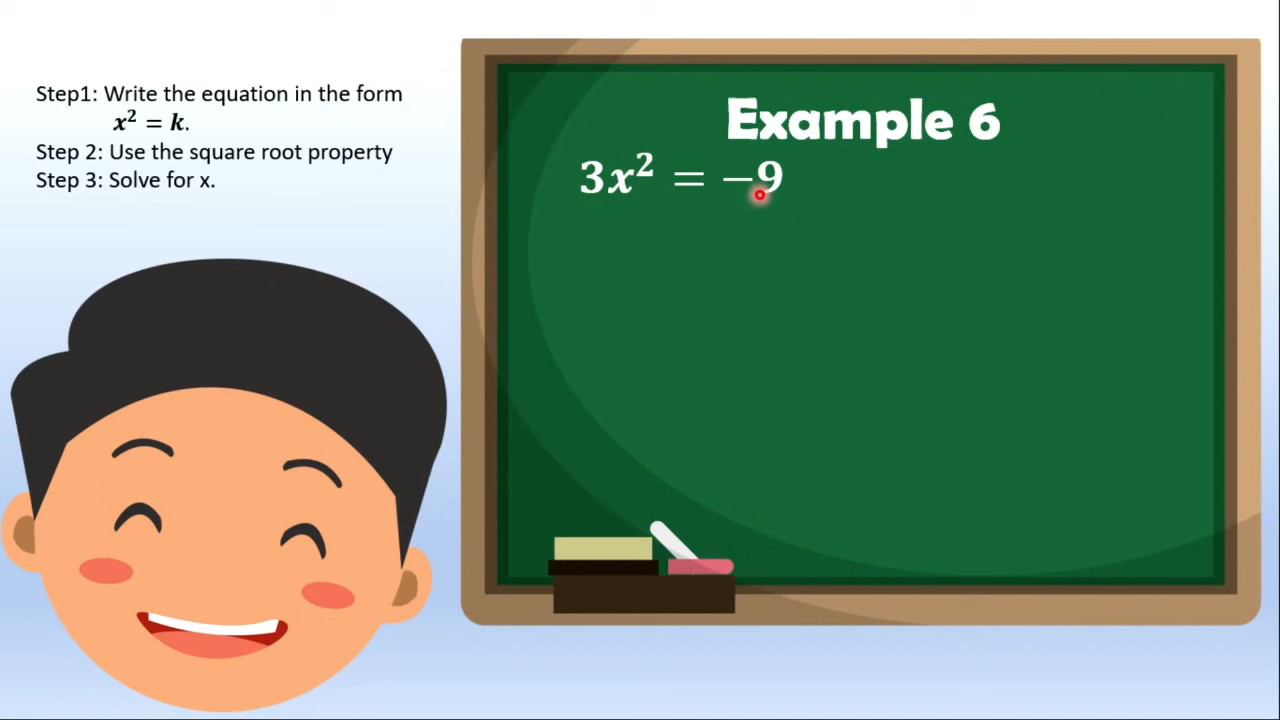 Step1: Write the equation in the form
x² = k.
Step 2: Use the square root property
Step 3: Solve for x.
Example 6
3x² = −9